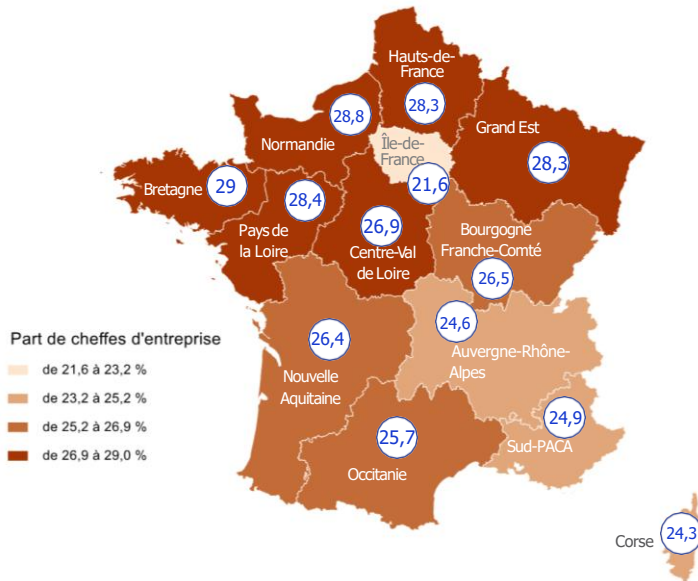 Hauts-de-
France
28,3
28,8
Normandie
Île-de-
France
21,6
Grand Est
28,3
Bretagne
29
28,4
Pays de
la Loire
26,9
Centre-Val
de Loire
Bourgogne
Franche-Comté
26,5
24,6
Auvergne-Rhône-
Alpes
26,4
Nouvelle
Aquitaine
24,9
Sud-PACA
25,7
Occitanie
Corse
24,3
Part de cheffes d'entreprise
de 21,6 à 23,2 %
de 23,2 à 25,2 %
de 25,2 à 26,9 %
de 26,9 à 29,0 %